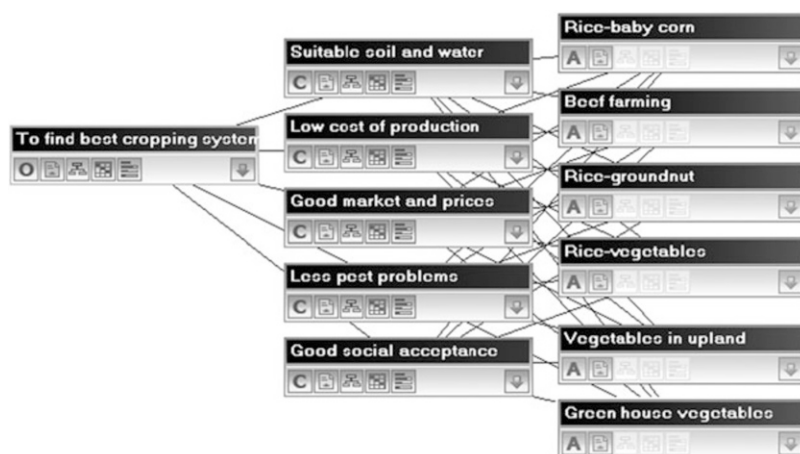 To find best cropping system
O
Suitable soil and water
C
Low cost of production
C
Good market and prices
C
Less pest problems
C
Good social acceptance
C
Rice-baby corn
A
Beef farming
A
Rice-groundnut
A
Rice-vegetables
A
Vegetables in upland
A
Green house vegetables
A